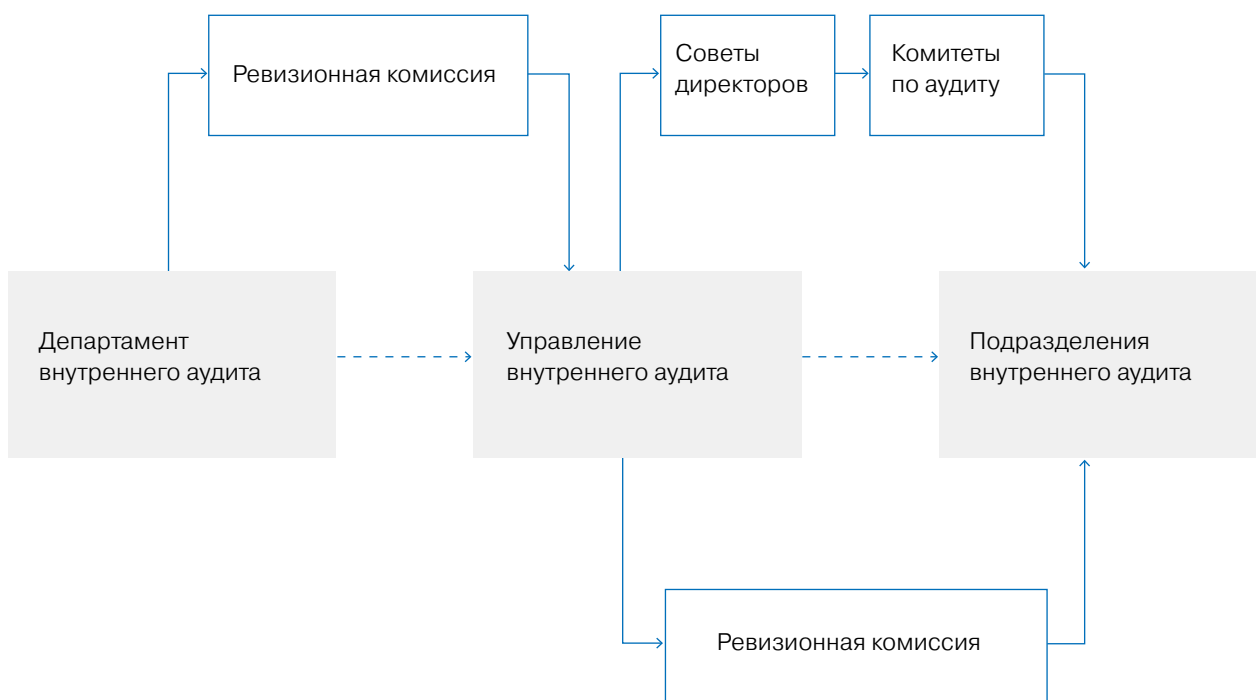 Ревизионная комиссия
Советы
директоров
Комитеты
по аудиту
Департамент
внутреннего аудита
Управление
внутреннего аудита
Подразделения
внутреннего аудита
Ревизионная комиссия